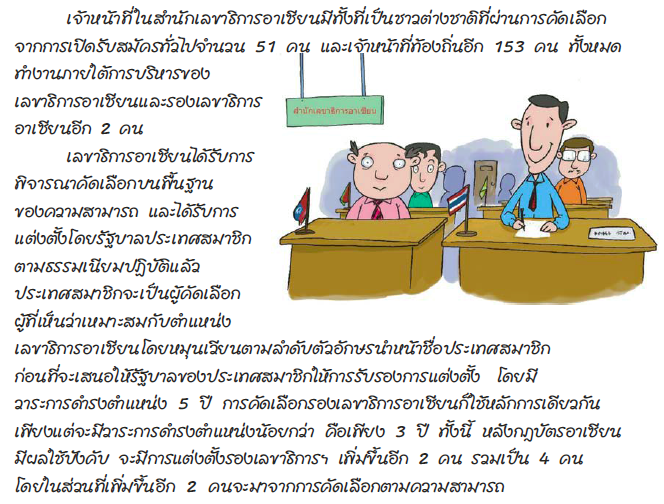 เจ้าหน้าที่ในสำนักเลขาธิการอาเซียนมีทั้งที่เป็นชาวต่างชาติที่ผ่านการคัดเลือก
จากการเปิดรับสมัครทั่วไปจำนวน 51 คน และเจ้าหน้าที่ท้องถิ่นอีก 153 คน ทั้งหมด
ทำงานภายใต้การบริหารของ
เลขาธิการอาเซียนและรองเลขาธิการ
อาเซียนอีก 2 คน
สำนักเลขาธิการอาเซียน
เลขาธิการอาเซียนได้รับการ
พิจารณาคัดเลือกบนพื้นฐาน
ของความสามารถ และได้รับการ
แต่งตั้งโดยรัฐบาลประเทศสมาชิก
ตามธรรมเนียมปฏิบัติแล้ว
ประเทศสมาชิกจะเป็นผู้คัดเลือก
ผู้ที่เห็นว่าเหมาะสมกับตำแหน่ง
เลขาธิการอาเซียนโดยหมุนเวียนตามลำดับตัวอักษรนำหน้าชื่อประเทศสมาชิก
ก่อนที่จะเสนอให้รัฐบาลของประเทศสมาชิกให้การรับรองการแต่งตั้ง โดยมี
วาระการดำรงตำแหน่ง 5 ปี การคัดเลือกรองเลขาธิการอาเซียนก็ใช้หลักการเดียวกัน
เพียงแต่จะมีวาระการดำรงตำแหน่งน้อยกว่า คือเพียง 3 ปี ทั้งนี้ หลังกฎบัตรอาเซียน
มีผลใช้บังคับ จะมีการแต่งตั้งรองเลขาธิการฯ เพิ่มขึ้นอีก 2 คน รวมเป็น 4 คน
โดยในส่วนที่เพิ่มขึ้นอีก 2 คนจะมาจากการคัดเลือกตามความสามารถ